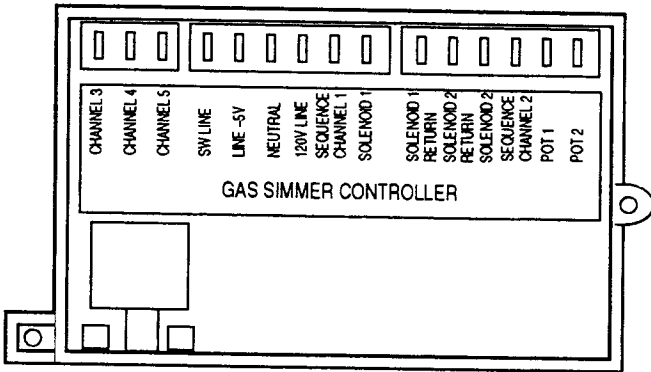 CHANNEL 3
CHANNEL 4
CHANNEL 5
SW LINE
LINE -5V
NEUTRAL
120V LINE
SEQUENCE
CHANNEL 1
SOLENOID 1
SOLENOID 1
RETURN
SOLENOID 2
RETURN
SOLENOID 2
SEQUENCE
CHANNEL 2
POT 1
POT 2
GAS SIMMER CONTROLLER